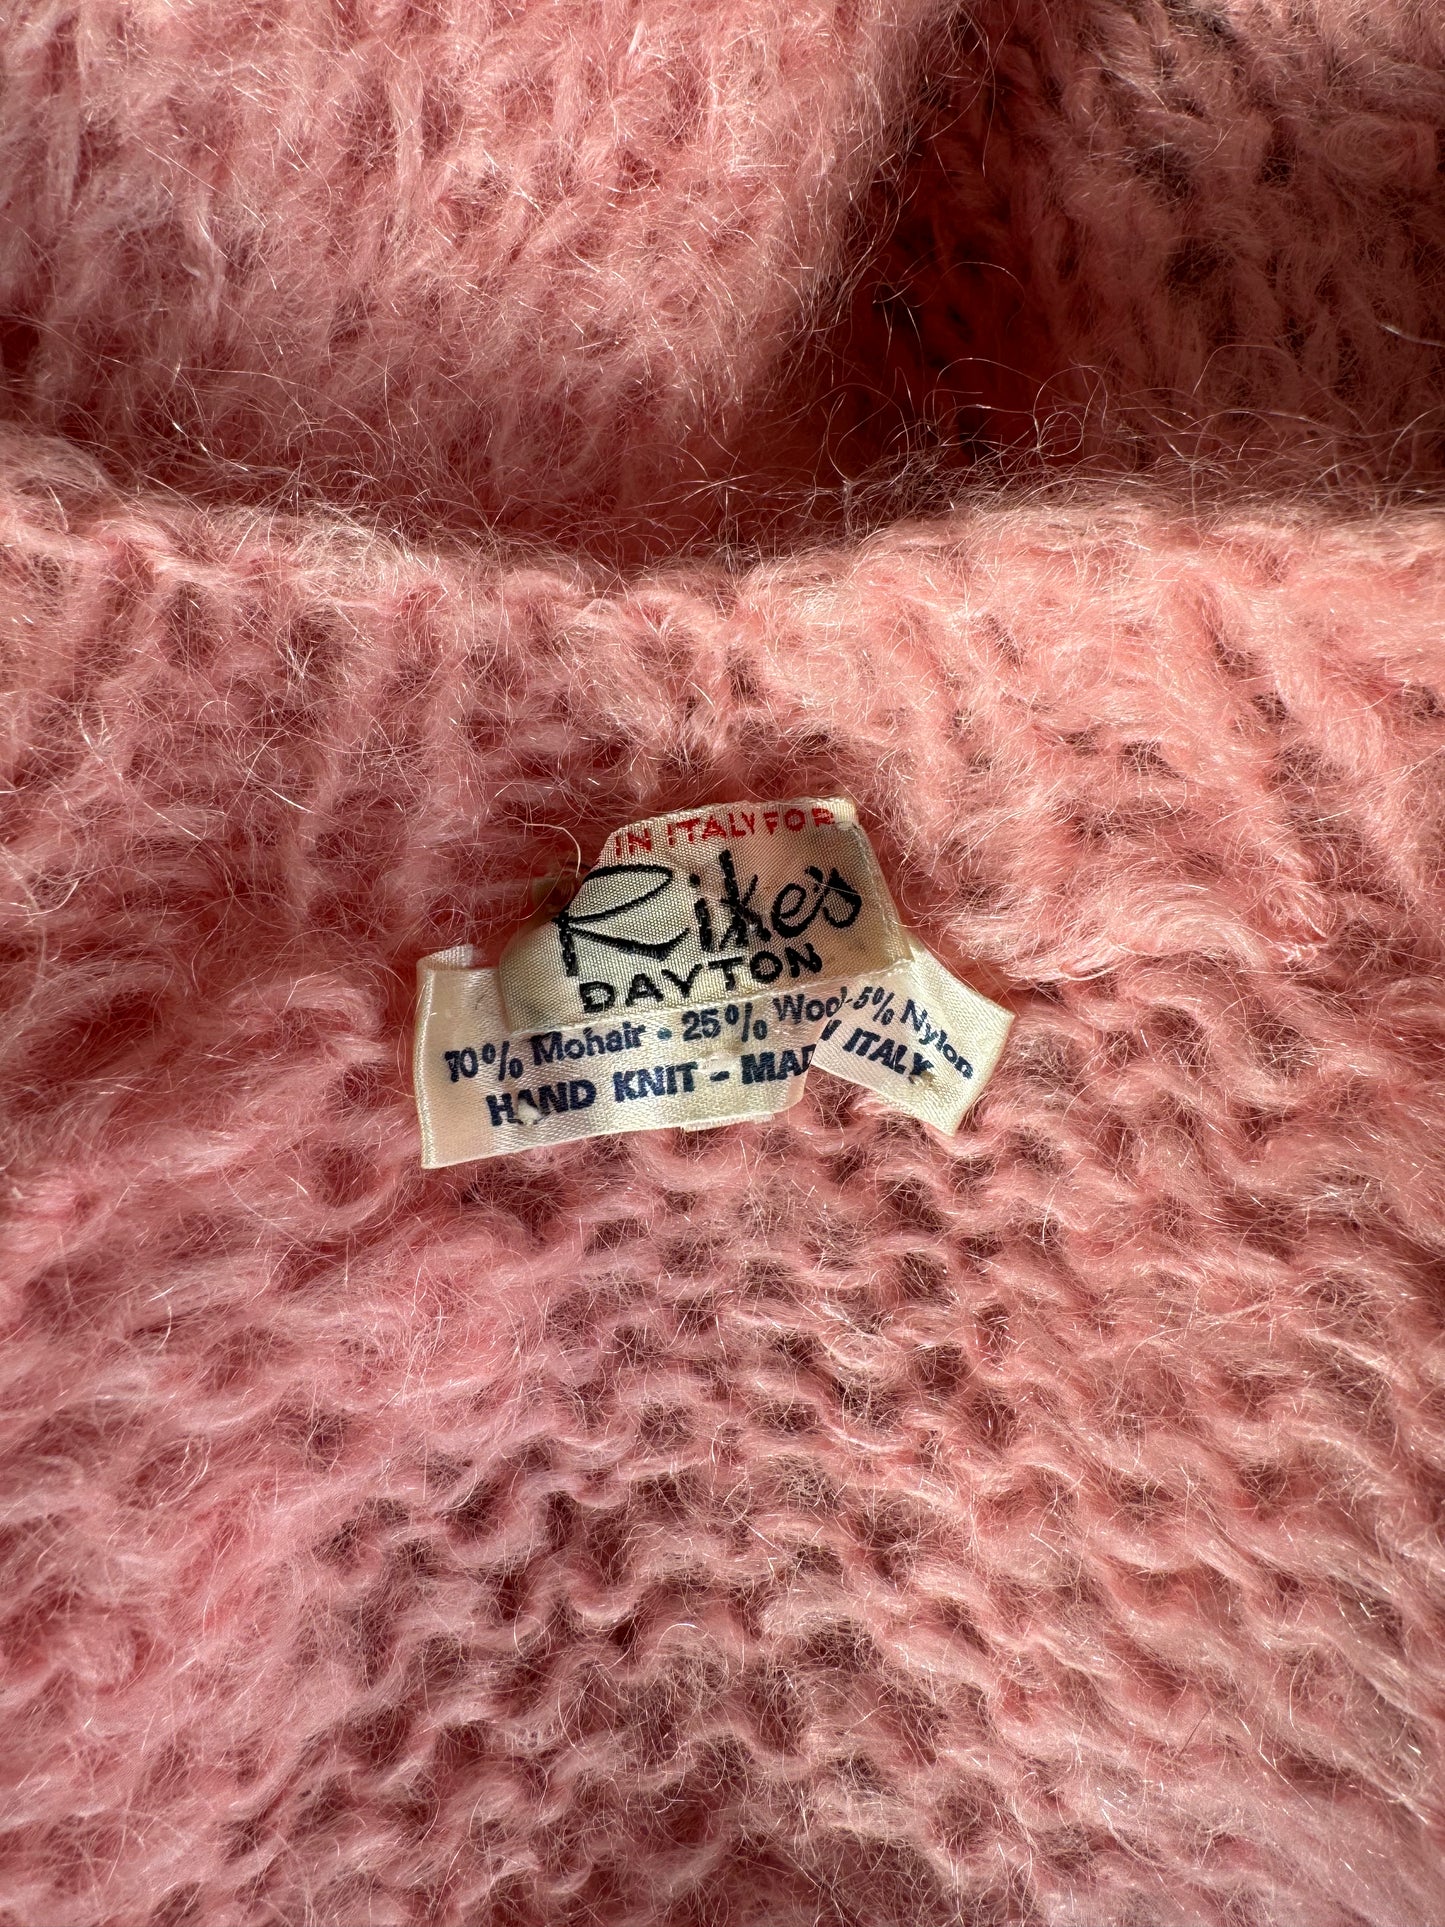 IN ITALY FOR
Rike's
DAYTON
70% Mohair - 25% Wool - 5% Nylon
HAND KNIT - MAD N ITALY